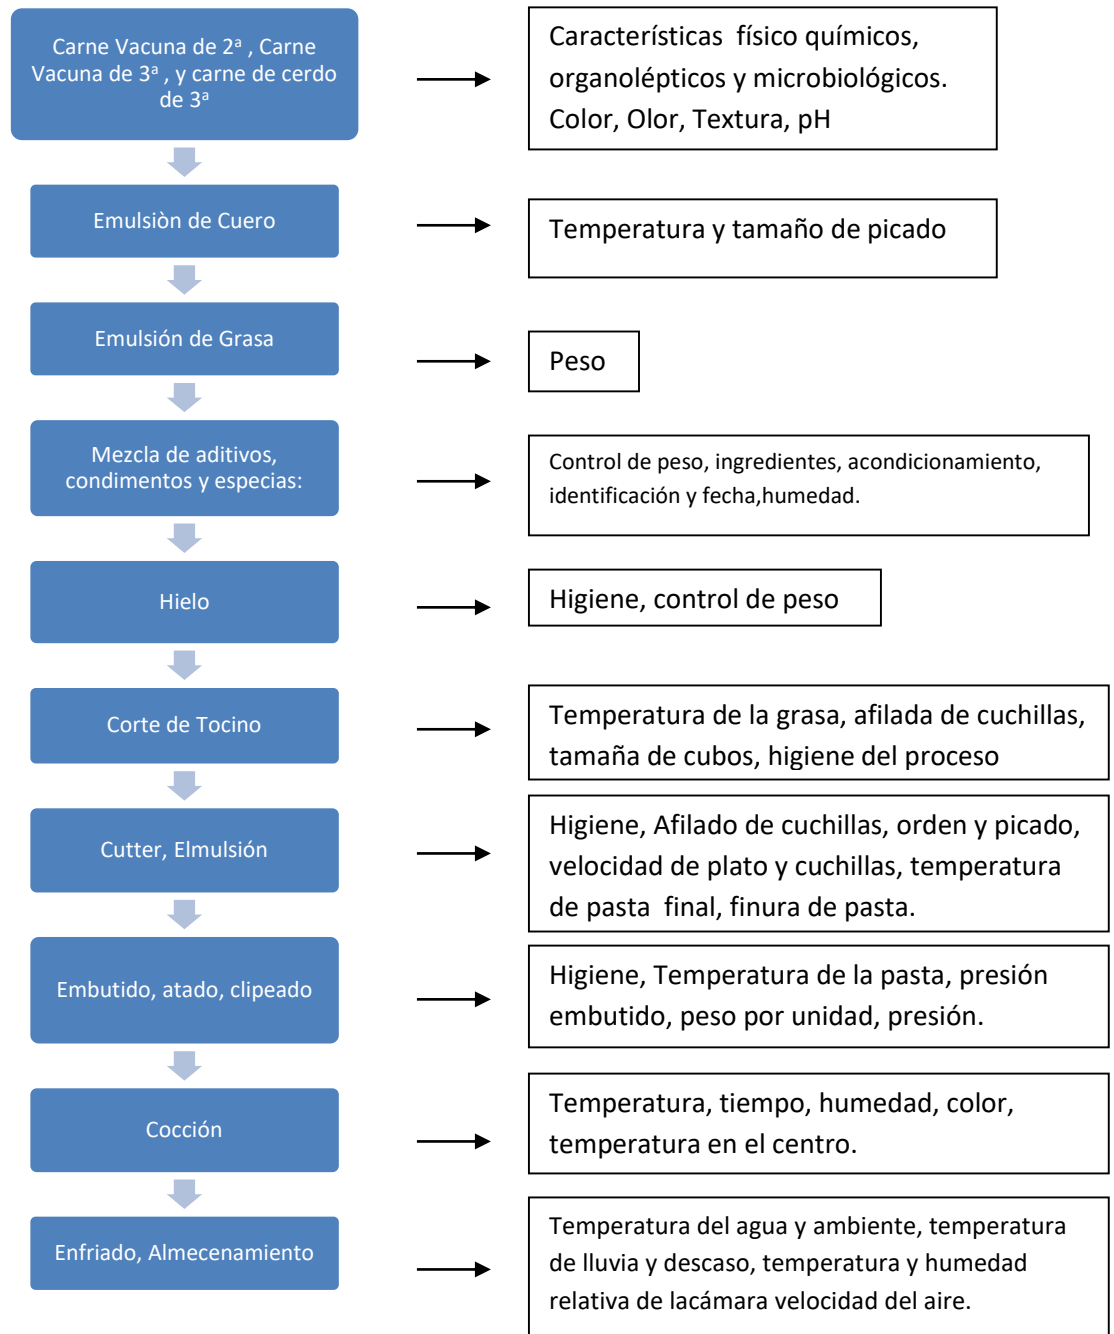 Carne Vacuna de 2ª , Carne
Vacuna de 3ª , y carne de cerdo
de 3ª
Características  físico químicos,
organolépticos y microbiológicos.
Color, Olor, Textura, pH
Emulsiòn de Cuero
Temperatura y tamaño de picado
Emulsión de Grasa
Peso
Mezcla de aditivos,
condimentos y especias:
Control de peso, ingredientes, acondicionamiento,
identificación y fecha,humedad.
Hielo
Higiene, control de peso
Corte de Tocino
Temperatura de la grasa, afilada de cuchillas,
tamaña de cubos, higiene del proceso
Cutter, Elmulsión
Higiene, Afilado de cuchillas, orden y picado,
velocidad de plato y cuchillas, temperatura
de pasta  final, finura de pasta.
Embutido, atado, clipeado
Higiene, Temperatura de la pasta, presión
embutido, peso por unidad, presión.
Cocción
Temperatura, tiempo, humedad, color,
temperatura en el centro.
Enfriado, Almecenamiento
Temperatura del agua y ambiente, temperatura
de lluvia y descaso, temperatura y humedad
relativa de lacámara velocidad del aire.